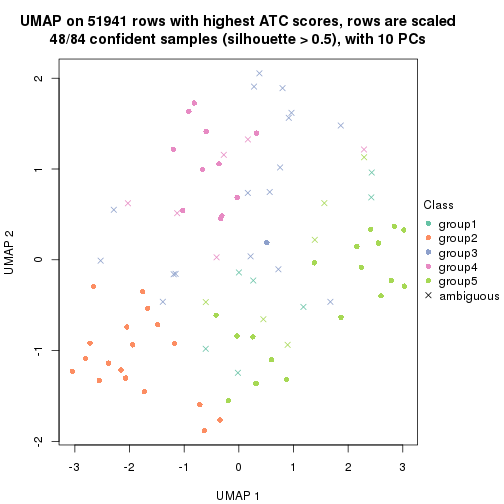 UMAP on 51941 rows with highest ATC scores, rows are scaled
48/84 confident samples (silhouette > 0.5), with 10 PCs
2
1
0
-1
-2
UMAP 2
-3
-2
-1
0
1
2
3
UMAP 1
Class
group1
group2
group3
group4
group5
ambiguous